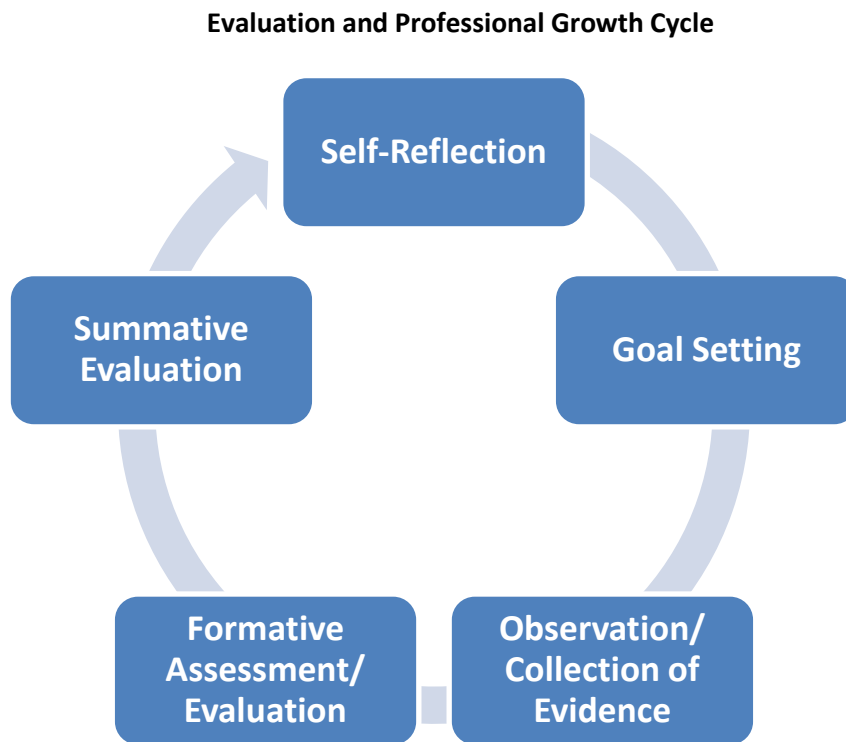 Evaluation and Professional Growth Cycle
Self-Reflection
Goal Setting
Observation/
Collection of
Evidence
Formative
Assessment/
Evaluation
Summative
Evaluation